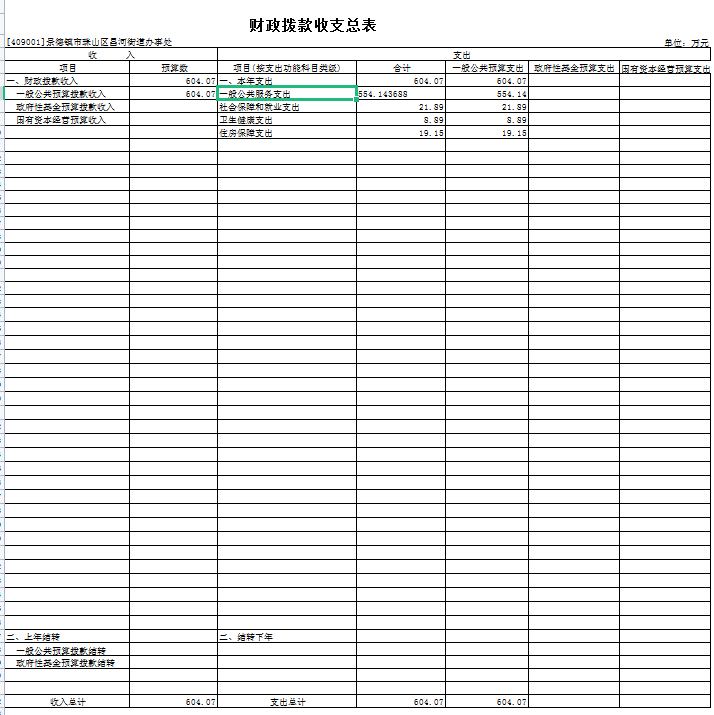 财政拨款收支总表
[409001]景德镇市珠山区昌河街道办事处 单位：万元
收 入 支出
项目 预算数 项目(按支出功能科目类级) 合计 一般公共预算支出 政府性基金预算支出 国有资本经营预算支出
一、财政拨款收入 604.07 一、本年支出 604.07 604.07
一般公共预算拨款收入 604.07 一般公共服务支出 554.143688 554.14
政府性基金预算拨款收入 社会保障和就业支出 21.89 21.89
国有资本经营预算收入 卫生健康支出 8.89 8.89
住房保障支出 19.15 19.15
二、上年结转 二、结转下年
一般公共预算拨款结转
政府性基金预算拨款结转
收入总计 604.07 支出总计 604.07 604.07